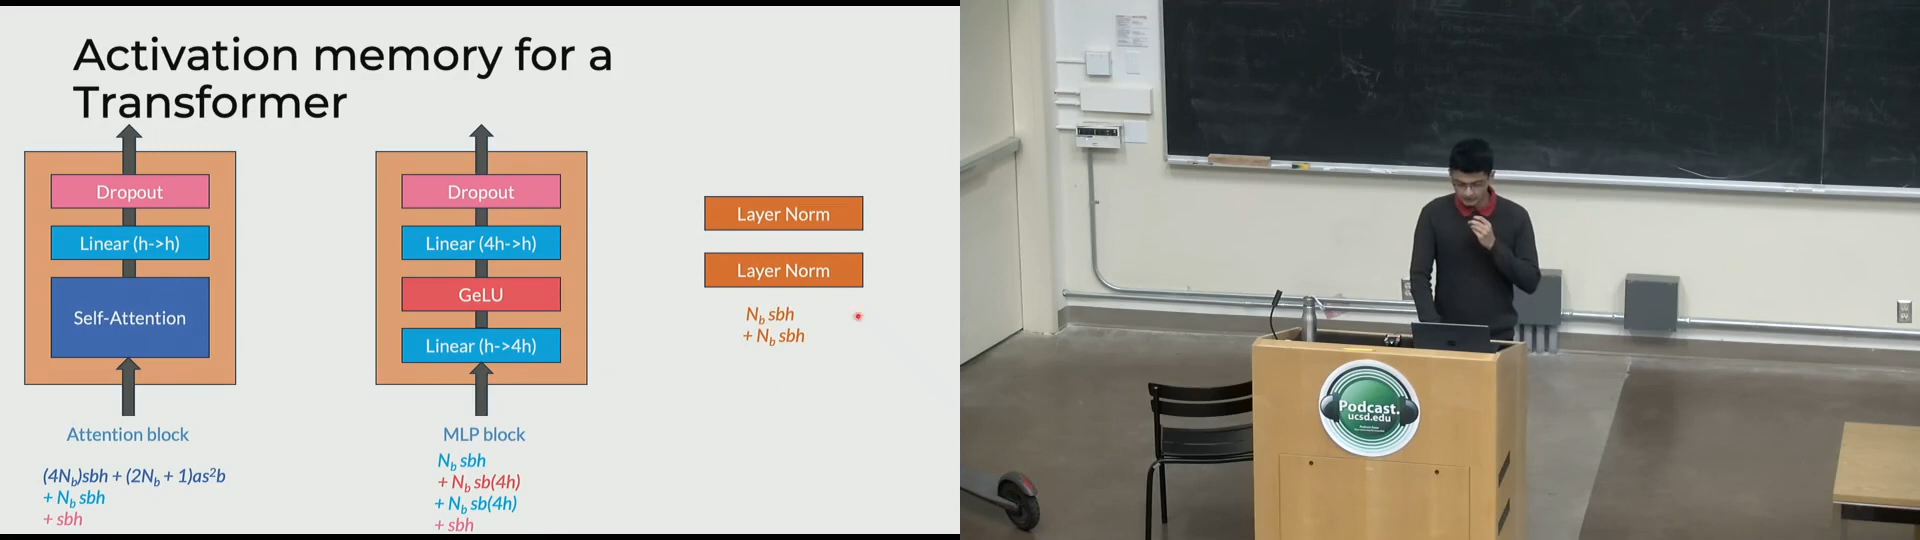 Activation memory for a
Transformer
Dropout
Linear (h->h)
Self-Attention
Attention block
(4N_b)sbh + (2N_b + 1)as²b
+ N_b sbh
+ sbh
Dropout
Linear (4h->h)
GeLU
Linear (h->4h)
MLP block
N_b sbh
+ N_b sb(4h)
+ N_b sb(4h)
+ sbh
Layer Norm
Layer Norm
N_b sbh
+ N_b sbh
Podcast.
ucsd.edu